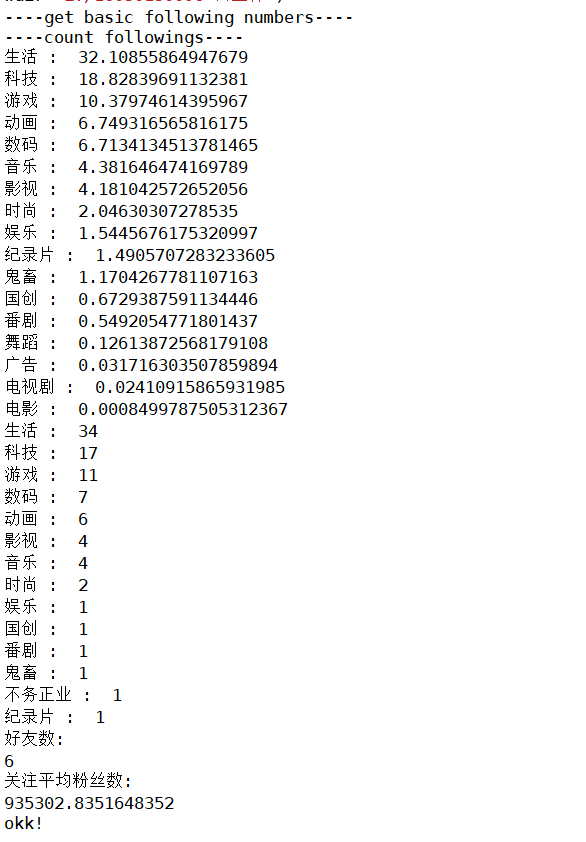 ----get basic following numbers----
----count followings----
生活 :  32.10855864947679
科技 :  18.82839691132381
游戏 :  10.37974614395967
动画 :  6.749316565816175
数码 :  6.7134134513781465
音乐 :  4.381646474169789
影视 :  4.181042572652056
时尚 :  2.04630307278535
娱乐 :  1.5445676175320997
纪录片 :  1.4905707283233605
鬼畜 :  1.1704267781107163
国创 :  0.6729387591134446
番剧 :  0.5492054771801437
舞蹈 :  0.12613872568179108
广告 :  0.031716303507859894
电视剧 :  0.02410915865931985
电影 :  0.0008499787505312367
生活 :  34
科技 :  17
游戏 :  11
数码 :  7
动画 :  6
影视 :  4
音乐 :  4
时尚 :  2
娱乐 :  1
国创 :  1
番剧 :  1
鬼畜 :  1
不务正业 :  1
纪录片 :  1
好友数:
6
关注平均粉丝数:
935302.8351648352
okk!